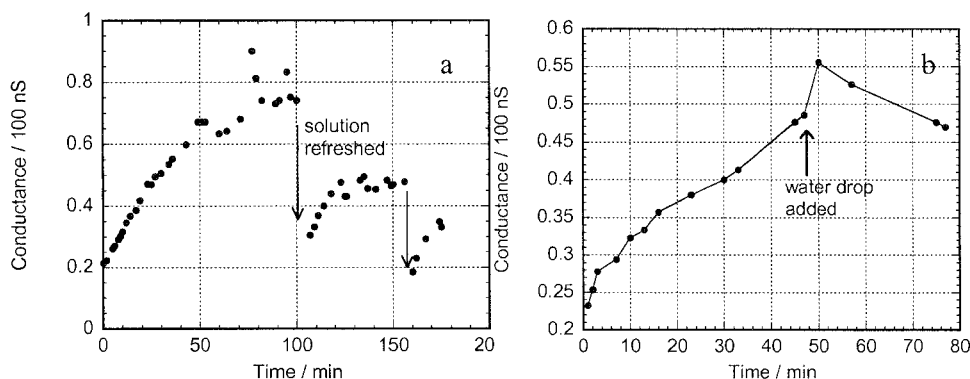 1
0.8
0.6
0.4
0.2
0
Conductance / 100 nS
a
solution
refreshed
0
50
100
150
20
Time / min
0.6
0.55
0.5
0.45
0.4
0.35
0.3
0.25
0.2
Conductance / 100 nS
b
water drop
added
0
10
20
30
40
50
60
70
80
Time / min